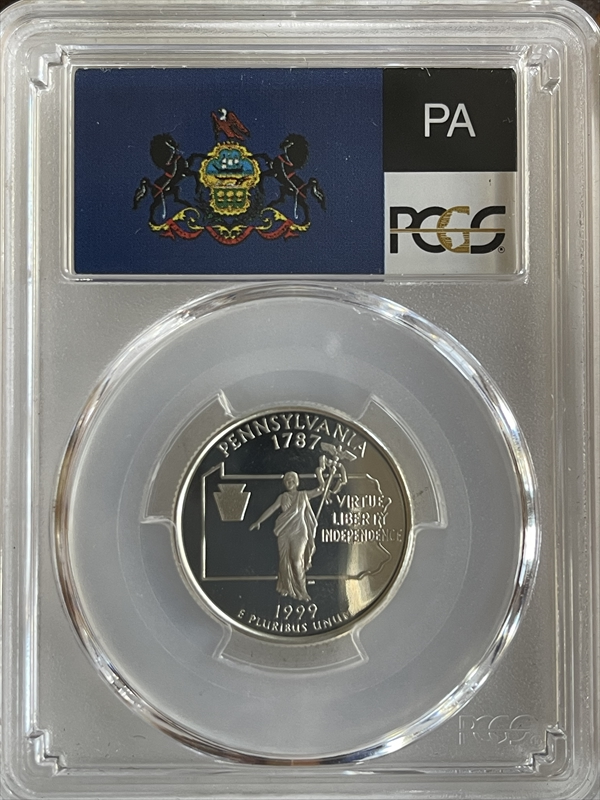 PA
PCGS
PENNSYLVANIA
1787
VIRTUE
LIBERTY
INDEPENDENCE
1999
E PLURIBUS UNUM
PCGS